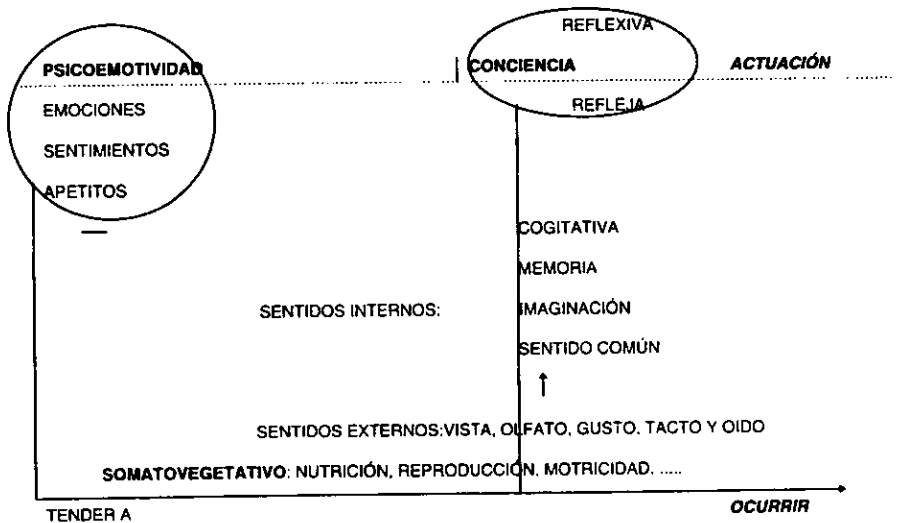 REFLEXIVA
PSICOEMOTIVIDAD CONCIENCIA ACTUACIÓN
EMOCIONES REFLEJA
SENTIMIENTOS
APETITOS
COGITATIVA
MEMORIA
SENTIDOS INTERNOS: IMAGINACIÓN
SENTIDO COMÚN
SENTIDOS EXTERNOS:VISTA, OLFATO, GUSTO. TACTO Y OIDO
SOMATOVEGETATIVO: NUTRICIÓN, REPRODUCCIÓN, MOTRICIDAD. .....
TENDER A OCURRIR